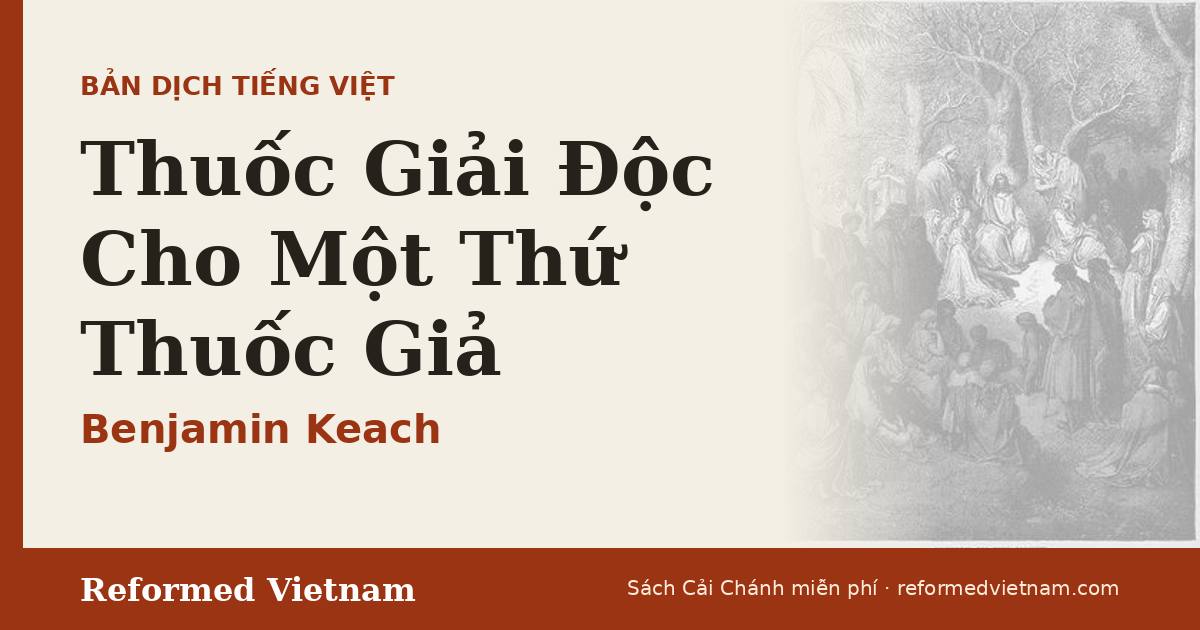 BẢN DỊCH TIẾNG VIỆT
Thuốc Giải Độc
Cho Một Thứ
Thuốc Giả
Benjamin Keach
Reformed Vietnam
Sách Cải Chánh miễn phí · reformedvietnam.com